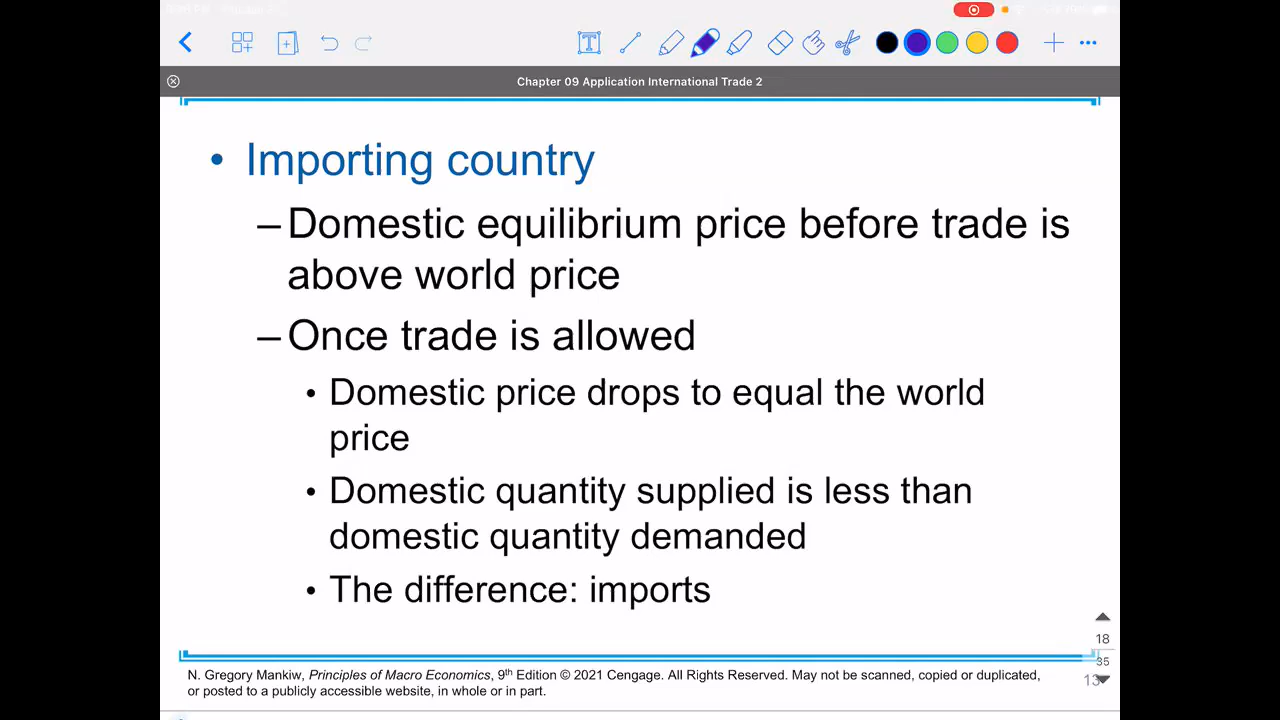 Chapter 09 Application International Trade 2
• Importing country
–Domestic equilibrium price before trade is
above world price
–Once trade is allowed
• Domestic price drops to equal the world
price
• Domestic quantity supplied is less than
domestic quantity demanded
• The difference: imports
18
35
13
N. Gregory Mankiw, Principles of Macro Economics, 9th Edition © 2021 Cengage. All Rights Reserved. May not be scanned, copied or duplicated,
or posted to a publicly accessible website, in whole or in part.